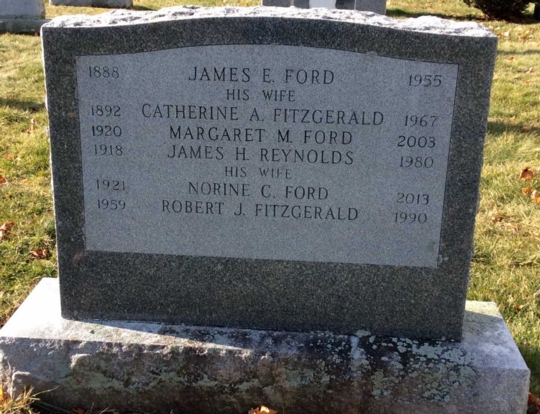 1888 JAMES E. FORD 1955
HIS WIFE
1892 CATHERINE A. FITZGERALD 1967
1920 MARGARET M. FORD 2003
1918 JAMES H. REYNOLDS 1980
HIS WIFE
1921 NORINE C. FORD 2013
1959 ROBERT J. FITZGERALD 1990